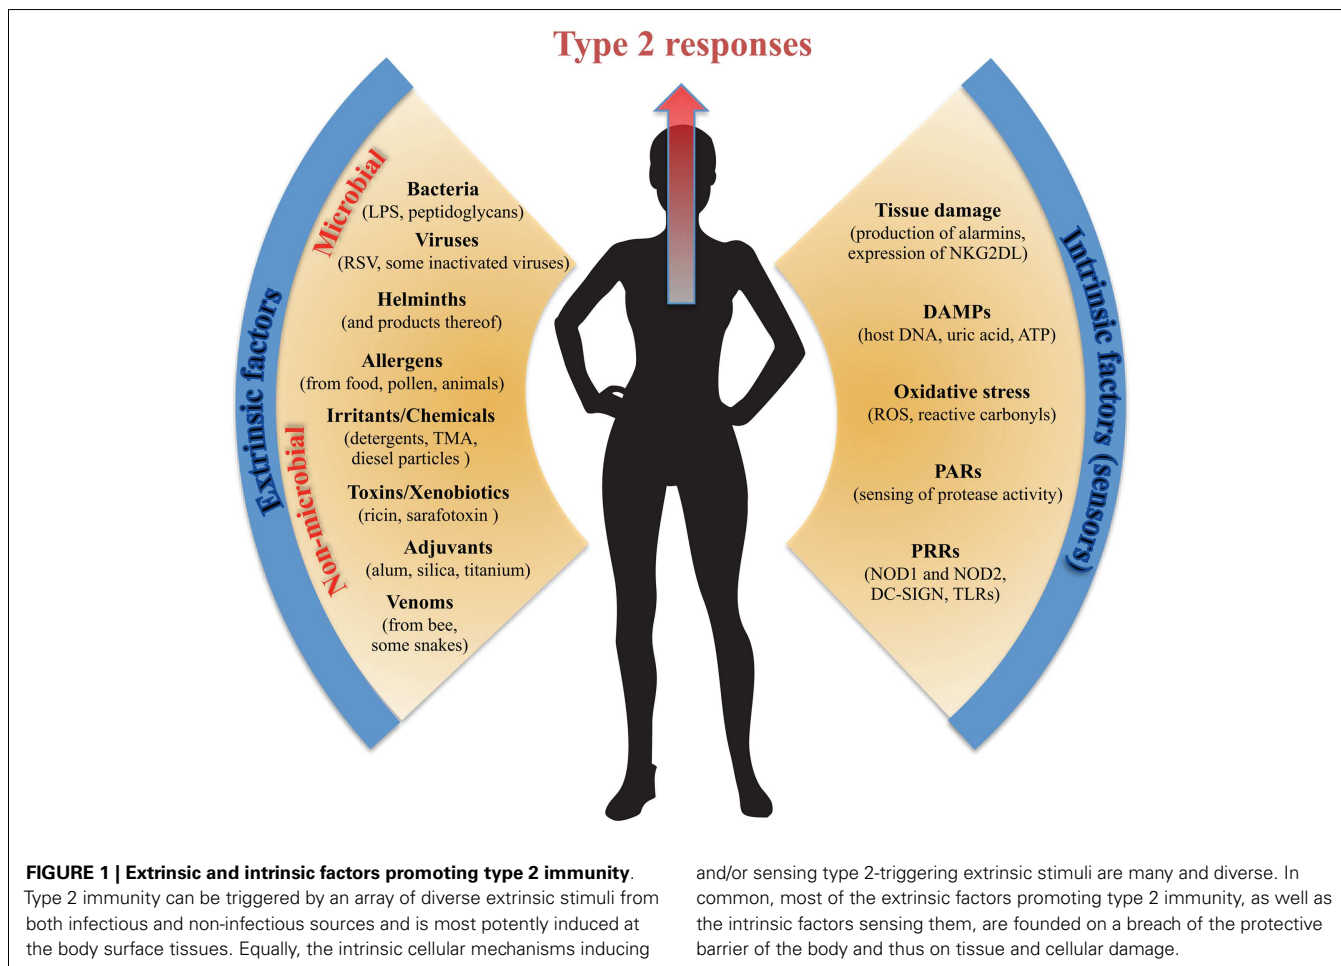 Type 2 responses
Extrinsic factors
Microbial
Bacteria
(LPS, peptidoglycans)
Viruses
(RSV, some inactivated viruses)
Helminths
(and products thereof)
Allergens
(from food, pollen, animals)
Non-microbial
Irritants/Chemicals
(detergents, TMA,
diesel particles )
Toxins/Xenobiotics
(ricin, sarafotoxin )
Adjuvants
(alum, silica, titanium)
Venoms
(from bee,
some snakes)
Intrinsic factors (sensors)
Tissue damage
(production of alarmins,
expression of NKG2DL)
DAMPs
(host DNA, uric acid, ATP)
Oxidative stress
(ROS, reactive carbonyls)
PARs
(sensing of protease activity)
PRRs
(NOD1 and NOD2,
DC-SIGN, TLRs)
FIGURE 1 | Extrinsic and intrinsic factors promoting type 2 immunity.
Type 2 immunity can be triggered by an array of diverse extrinsic stimuli from
both infectious and non-infectious sources and is most potently induced at
the body surface tissues. Equally, the intrinsic cellular mechanisms inducing
and/or sensing type 2-triggering extrinsic stimuli are many and diverse. In
common, most of the extrinsic factors promoting type 2 immunity, as well as
the intrinsic factors sensing them, are founded on a breach of the protective
barrier of the body and thus on tissue and cellular damage.